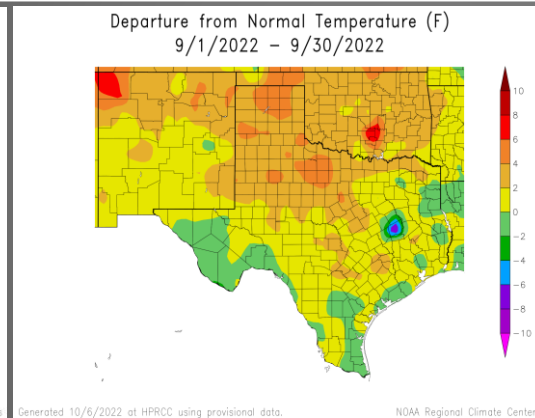 Departure from Normal Temperature (F)
9/1/2022 – 9/30/2022
10
8
6
4
2
0
−2
−4
−6
−8
−10
Generated 10/6/2022 at HPRCC using provisional data.
NOAA Regional Climate Center